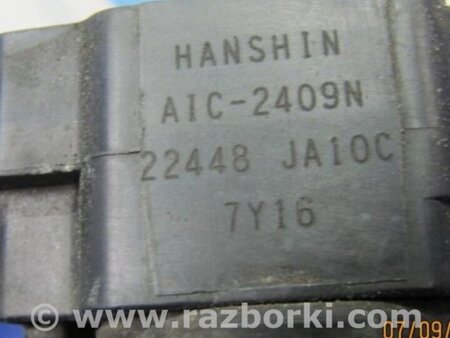 HANSHIN
AIC-2409N
22448 JA10C
7Y16
www.razborki.com
07/09/